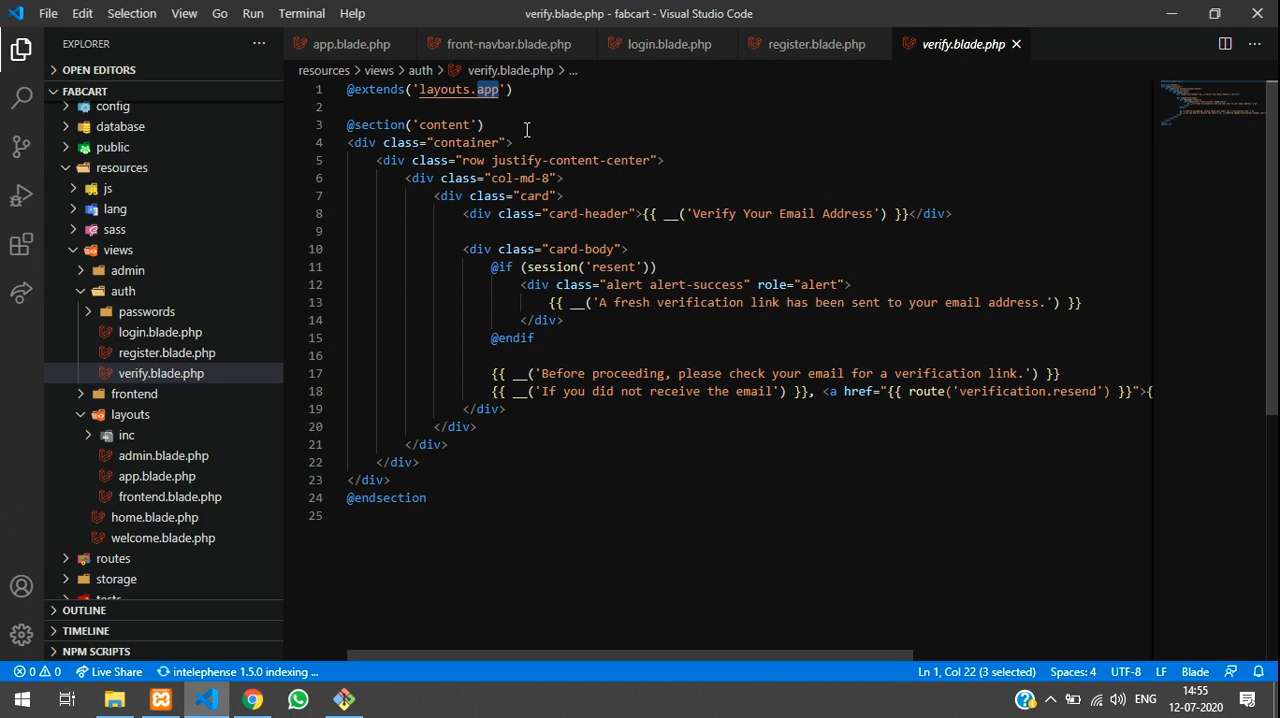 File Edit Selection View Go Run Terminal Help
verify.blade.php - fabcart - Visual Studio Code
EXPLORER
app.blade.php
front-navbar.blade.php
login.blade.php
register.blade.php
verify.blade.php
OPEN EDITORS
resources > views > auth > verify.blade.php > ...
FABCART
config
database
public
resources
js
lang
sass
views
admin
auth
passwords
login.blade.php
register.blade.php
verify.blade.php
frontend
layouts
inc
admin.blade.php
app.blade.php
frontend.blade.php
home.blade.php
welcome.blade.php
routes
storage
tests
OUTLINE
TIMELINE
NPM SCRIPTS
1 @extends('layouts.app')
2
3 @section('content')
4 <div class="container">
5 <div class="row justify-content-center">
6 <div class="col-md-8">
7 <div class="card">
8 <div class="card-header">{{ __('Verify Your Email Address') }}</div>
9
10 <div class="card-body">
11 @if (session('resent'))
12 <div class="alert alert-success" role="alert">
13 {{ __('A fresh verification link has been sent to your email address.') }}
14 </div>
15 @endif
16
17 {{ __('Before proceeding, please check your email for a verification link.') }}
18 {{ __('If you did not receive the email') }}, <a href="{{ route('verification.resend') }}">{
19 </div>
20 </div>
21 </div>
22 </div>
23 </div>
24 @endsection
25
0 0 Live Share intelephense 1.5.0 indexing ...
Ln 1, Col 22 (3 selected) Spaces: 4 UTF-8 LF Blade
ENG
14:55
12-07-2020